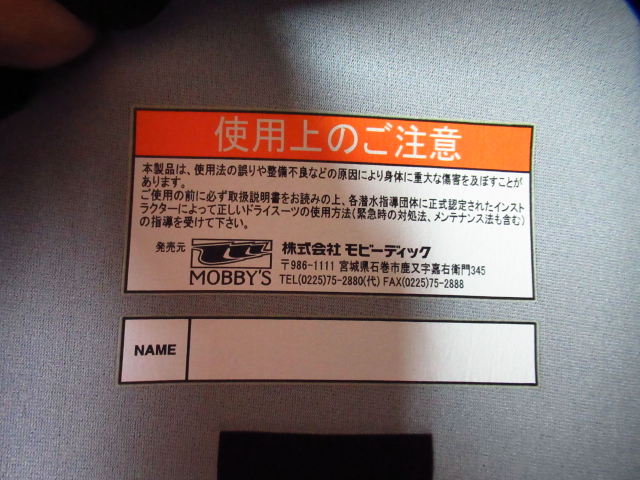 使用上のご注意
本製品は、使用法の誤りや整備不良などの原因により身体に重大な傷害を及ぼすことが
あります。
ご使用の前に必ず取扱説明書をお読みの上、各潜水指導団体に正式認定されたインスト
ラクターによって正しいドライスーツの使用方法(緊急時の対処法、メンテナンス法も含む)
の指導を受けて下さい。
発売元 MOBBY'S
株式会社 モビーディック
〒986-1111 宮城県石巻市鹿又字嘉右衛門345
TEL(0225)75-2880(代) FAX(0225)75-2888
NAME